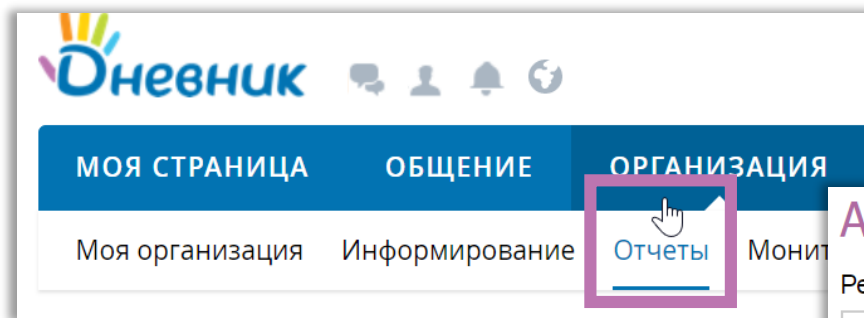 Дневник
МОЯ СТРАНИЦА ОБЩЕНИЕ ОРГАНИЗАЦИЯ
Моя организация Информирование Отчеты